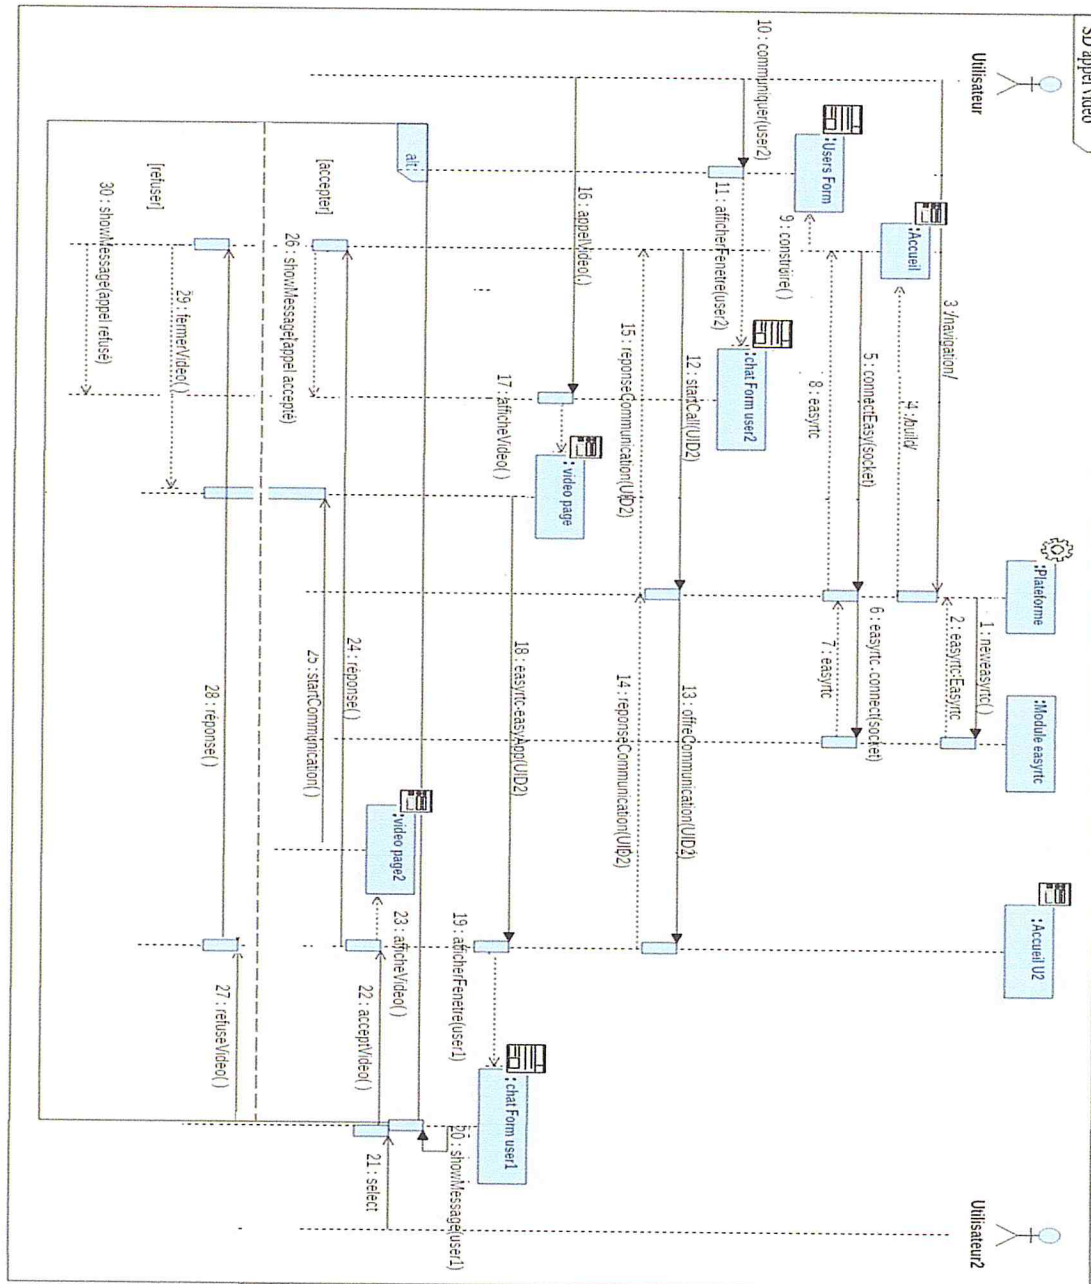 SD appel video
Utilisateur
:Users Form
:Accueil
:chat Form user2
:video page
:Plateforme
:Module easyrtc
:Accueil U2
:chat Form user1
:video page2
Utilisateur2
1 : neweasyrtc()
2 : easyrtc:Easyrtc
3 :/navigation/
4 :/build/
5 : connectEasy(socket)
6 : easyrtc.connect(socket)
7 : easyrtc
8 : easyrtc
9 : construire()
10 : communiquer(user2)
11 : afficherFenetre(user2)
12 : startCall(UID2)
13 : offreCommunication(UID2)
14 : reponseCommunication(UID2)
15 : reponseCommunication(UID2)
16 : appelVideo(.)
17 : afficheVideo()
18 : easyrtc-easyApp(UID2)
19 : afficherFenetre(user1)
20 : showMessage(user1)
21 : select
alt:
[accepter]
22 : acceptVideo()
23 : afficheVideo()
24 : réponse()
25 : startCommunication()
26 : showMessage(appel accepté)
[refuser]
27 : refuseVideo()
28 : réponse()
29 : fermerVideo()
30 : showMessage(appel refusé)